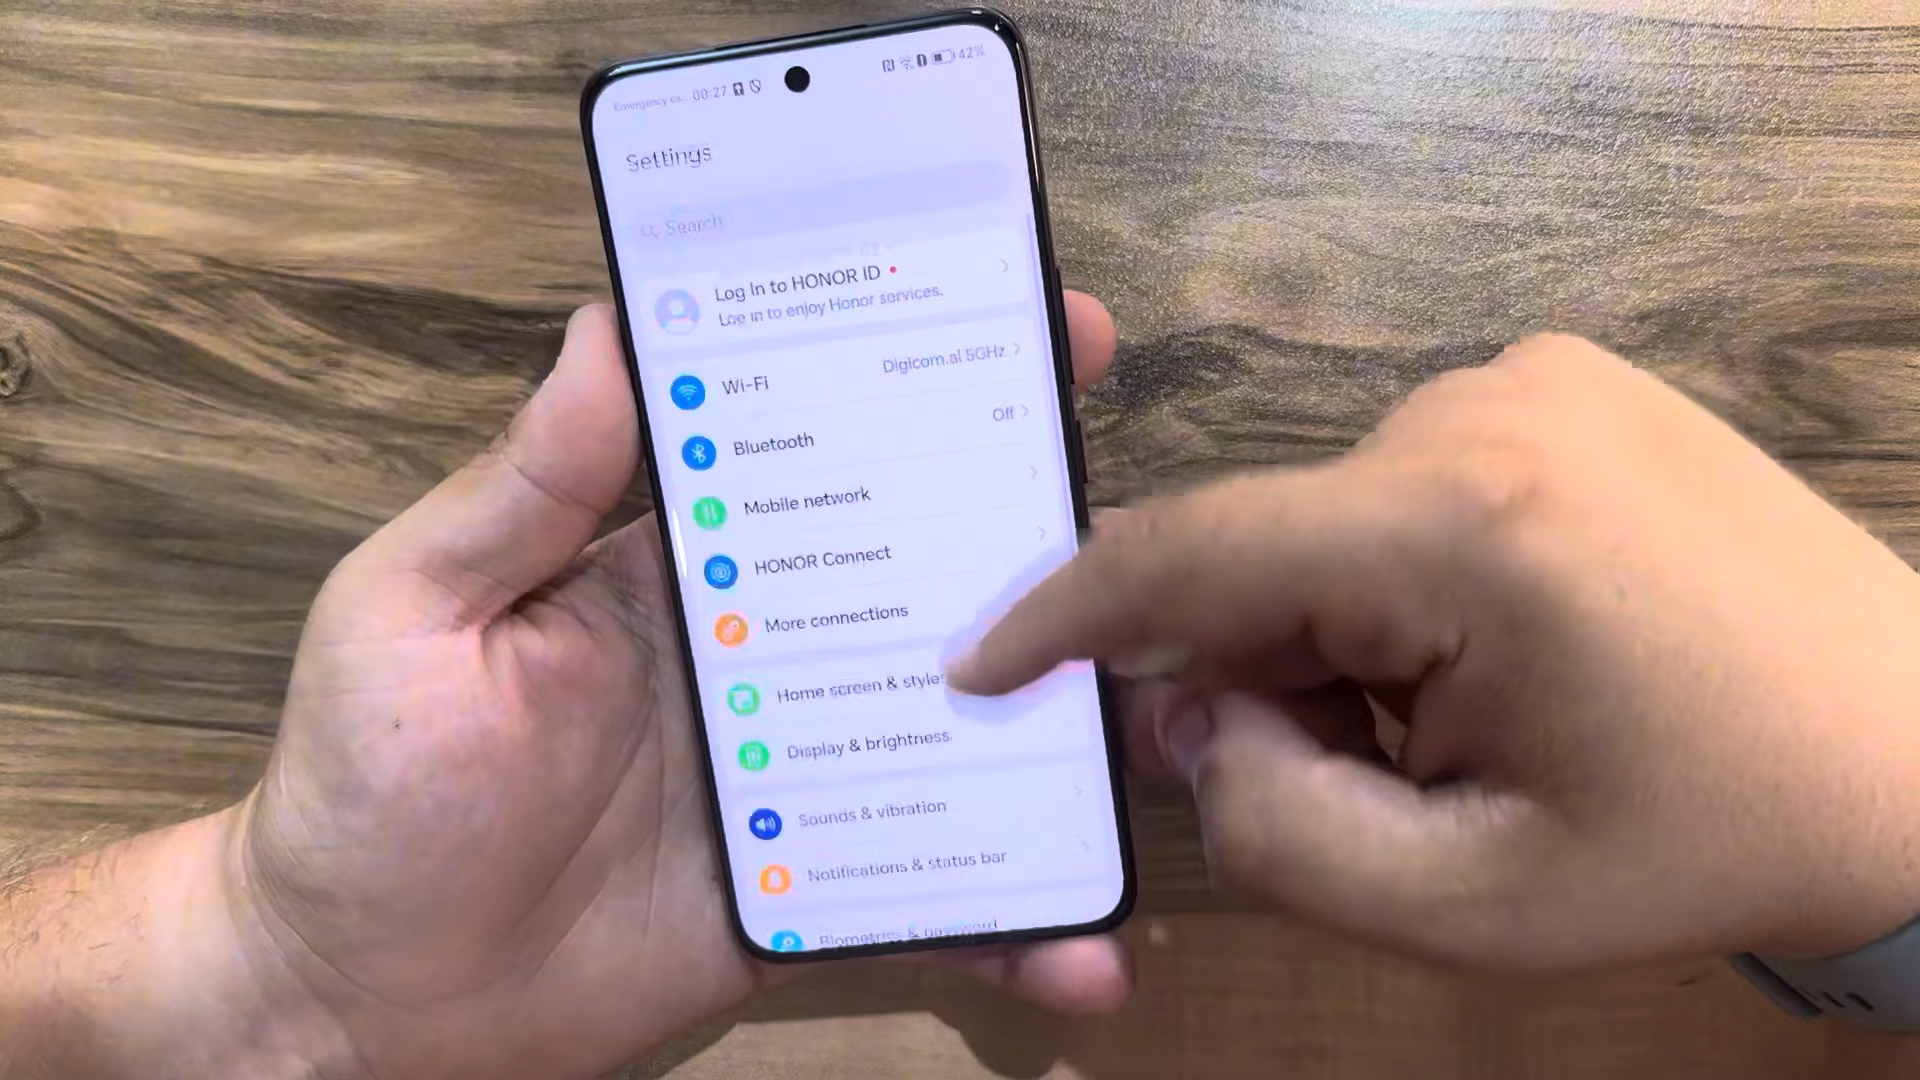 Emergency ca... 00:27
42%
Settings
Search
Log In to HONOR ID
Log in to enjoy Honor services.
Wi-Fi
Digicom.al 5GHz
Bluetooth
Off
Mobile network
HONOR Connect
More connections
Home screen & styles
Display & brightness
Sounds & vibration
Notifications & status bar
Biometrics & password